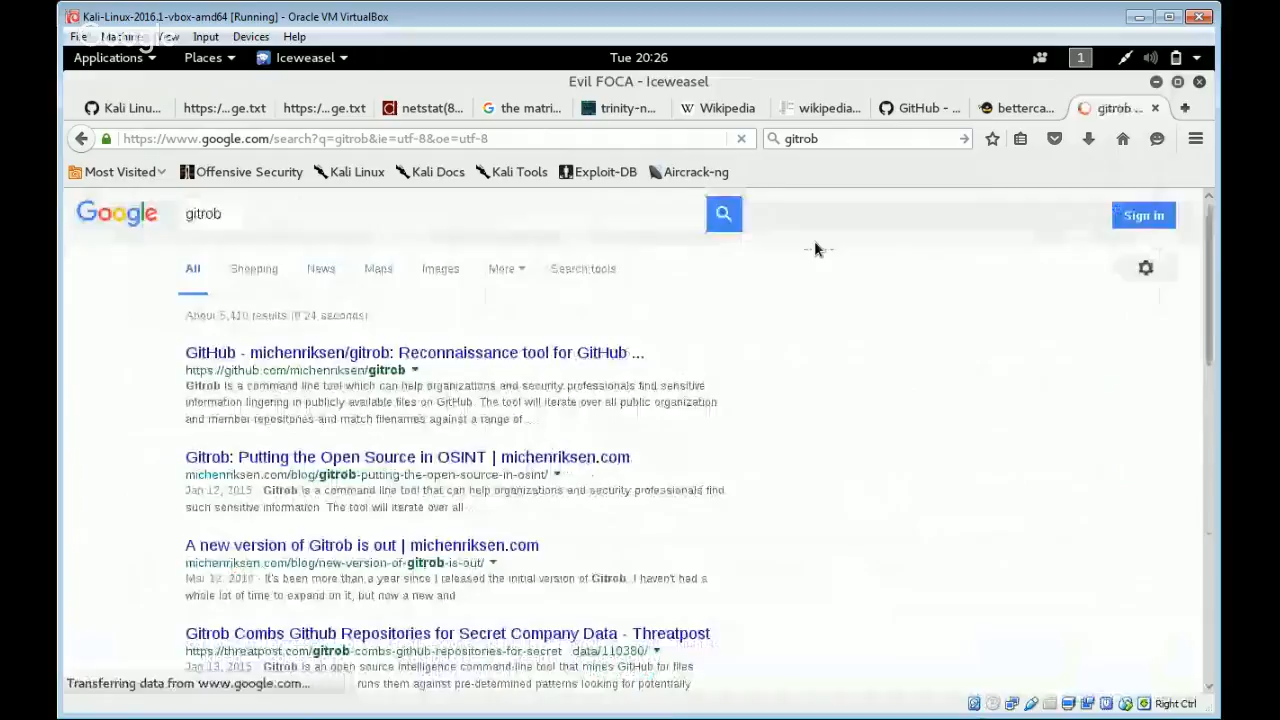 Kali-Linux-2016.1-vbox-amd64 [Running] - Oracle VM VirtualBox
File Machine View Input Devices Help
Google
Applications Places Iceweasel Tue 20:26 1
Evil FOCA - Iceweasel
Kali Linu... https:/...ge.txt https:/...ge.txt netstat(8... the matri... trinity-n... Wikipedia wikipedia... GitHub - ... betterca... gitrob ...
https://www.google.com/search?q=gitrob&ie=utf-8&oe=utf-8 gitrob
Most Visited Offensive Security Kali Linux Kali Docs Kali Tools Exploit-DB Aircrack-ng
Google gitrob Sign in
All Shopping News Maps Images More Search tools
About 5,410 results (0.24 seconds)
GitHub - michenriksen/gitrob: Reconnaissance tool for GitHub ...
https://github.com/michenriksen/gitrob
Gitrob is a command line tool which can help organizations and security professionals find sensitive
information lingering in publicly available files on GitHub. The tool will iterate over all public organization
and member repositories and match filenames against a range of ...
Gitrob: Putting the Open Source in OSINT | michenriksen.com
michenriksen.com/blog/gitrob-putting-the-open-source-in-osint/
Jan 12, 2015 Gitrob is a command line tool that can help organizations and security professionals find
such sensitive information The tool will iterate over all
A new version of Gitrob is out | michenriksen.com
michenriksen.com/blog/new-version-of-gitrob-is-out/
It's been more than a year since I released the initial version of Gitrob. I haven't had a
whole lot of time to expand on it, but now a new and
Gitrob Combs Github Repositories for Secret Company Data - Threatpost
https://threatpost.com/gitrob-combs-github-repositories-for-secret data/110380/
Jan 13, 2015 Gitrob is an open source intelligence command-line tool that mines GitHub for files
runs them against pre-determined patterns looking for potentially
Transferring data from www.google.com...
Right Ctrl